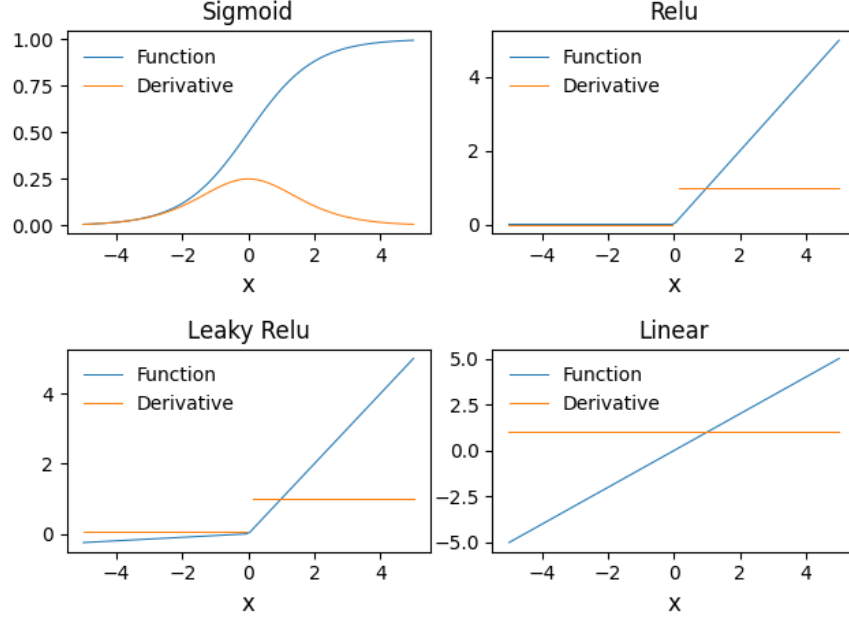 Sigmoid
1.00
0.75
0.50
0.25
0.00
Function
Derivative
−4 −2 0 2 4
x
Relu
4
2
0
Function
Derivative
−4 −2 0 2 4
x
Leaky Relu
4
2
0
Function
Derivative
−4 −2 0 2 4
x
Linear
5.0
2.5
0.0
−2.5
−5.0
Function
Derivative
−4 −2 0 2 4
x